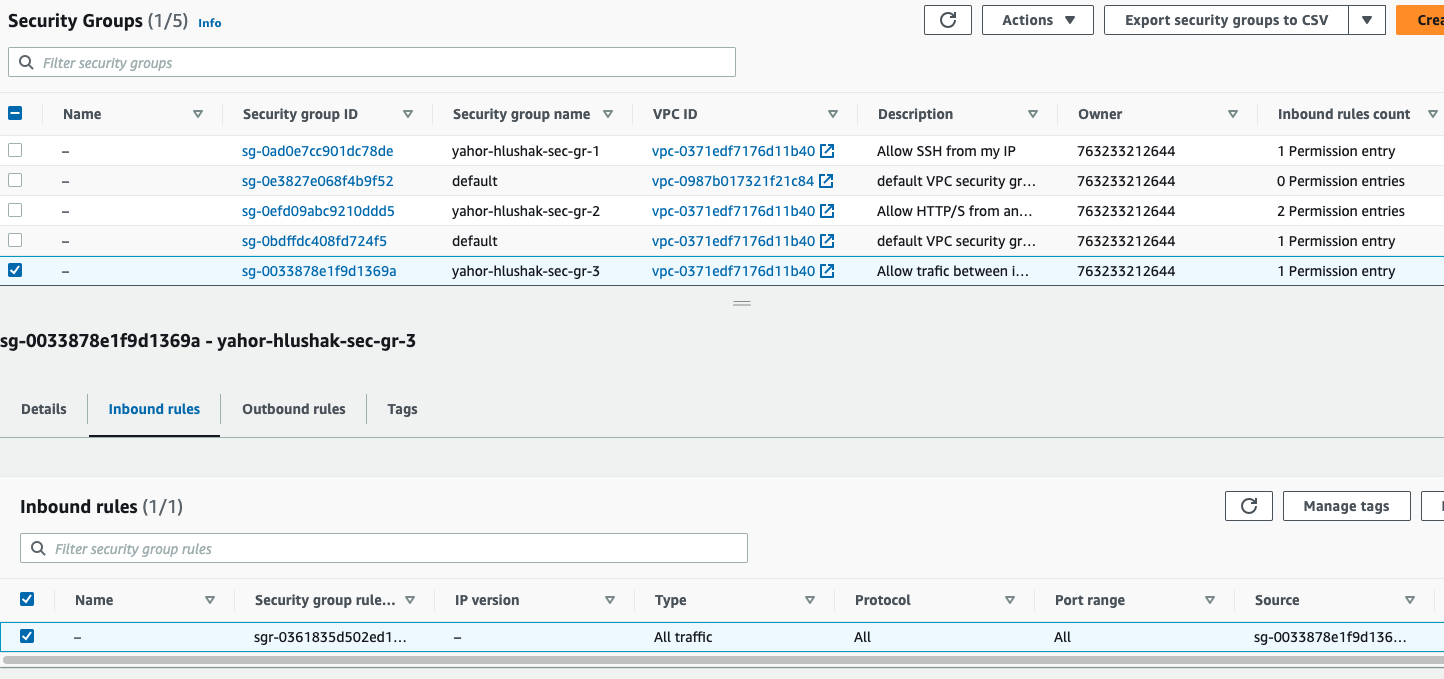 Security Groups (1/5) Info
Actions
Export security groups to CSV
Filter security groups
Name Security group ID Security group name VPC ID Description Owner Inbound rules count
– sg-0ad0e7cc901dc78de yahor-hlushak-sec-gr-1 vpc-0371edf7176d11b40 Allow SSH from my IP 763233212644 1 Permission entry
– sg-0e3827e068f4b9f52 default vpc-0987b017321f21c84 default VPC security gr... 763233212644 0 Permission entries
– sg-0efd09abc9210ddd5 yahor-hlushak-sec-gr-2 vpc-0371edf7176d11b40 Allow HTTP/S from an... 763233212644 2 Permission entries
– sg-0bdffdc408fd724f5 default vpc-0371edf7176d11b40 default VPC security gr... 763233212644 1 Permission entry
– sg-0033878e1f9d1369a yahor-hlushak-sec-gr-3 vpc-0371edf7176d11b40 Allow trafic between i... 763233212644 1 Permission entry
sg-0033878e1f9d1369a - yahor-hlushak-sec-gr-3
Details Inbound rules Outbound rules Tags
Inbound rules (1/1)
Manage tags
Filter security group rules
Name Security group rule... IP version Type Protocol Port range Source
– sgr-0361835d502ed1... – All traffic All All sg-0033878e1f9d136...